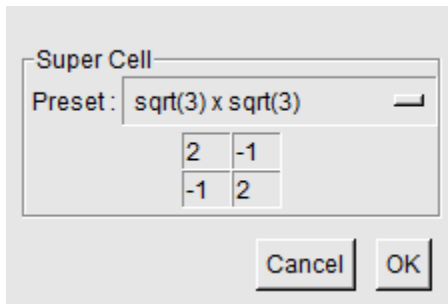 Super Cell
Preset : sqrt(3) x sqrt(3)
2 -1
-1 2
Cancel OK